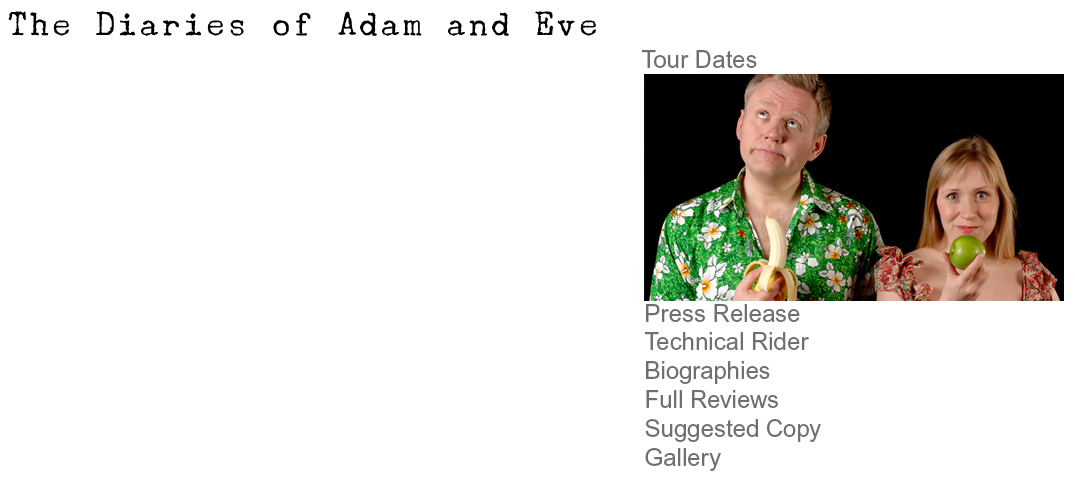 The Diaries of Adam and Eve
Tour Dates
Press Release
Technical Rider
Biographies
Full Reviews
Suggested Copy
Gallery